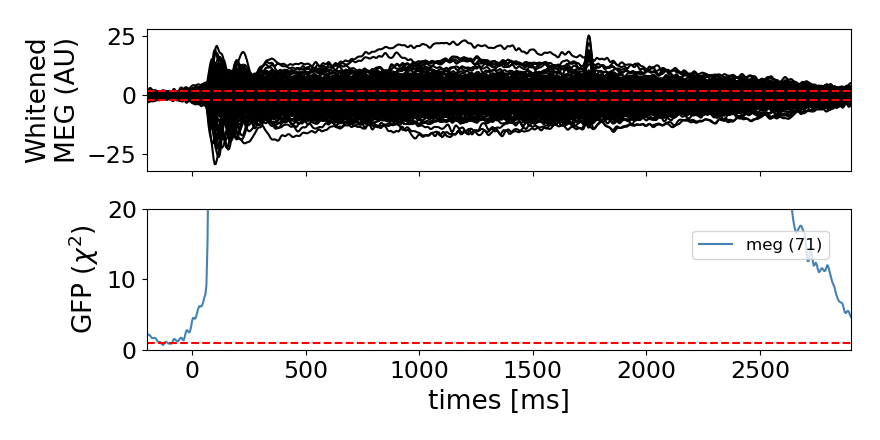 Whitened
MEG (AU)
25
0
−25
GFP (χ²)
20
10
0
meg (71)
0 500 1000 1500 2000 2500
times [ms]